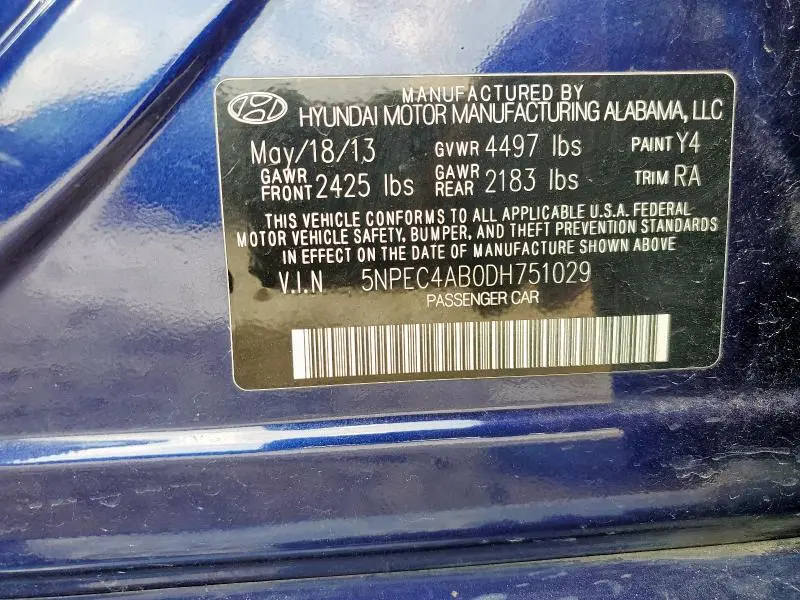 MANUFACTURED BY
HYUNDAI MOTOR MANUFACTURING ALABAMA, LLC
May/18/13 GVWR 4497 lbs PAINT Y4
GAWR FRONT 2425 lbs GAWR REAR 2183 lbs TRIM RA
THIS VEHICLE CONFORMS TO ALL APPLICABLE U.S.A. FEDERAL
MOTOR VEHICLE SAFETY, BUMPER, AND THEFT PREVENTION STANDARDS
IN EFFECT ON THE DATE OF MANUFACTURE SHOWN ABOVE
V.I.N 5NPEC4AB0DH751029
PASSENGER CAR